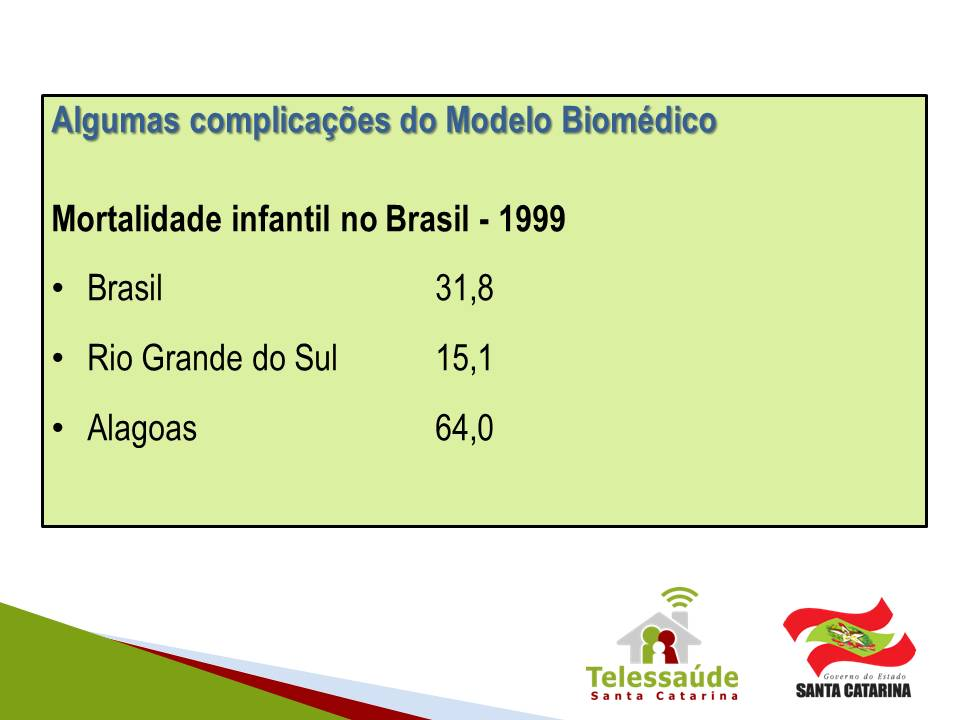 Algumas complicações do Modelo Biomédico
Mortalidade infantil no Brasil - 1999
• Brasil 31,8
• Rio Grande do Sul 15,1
• Alagoas 64,0
Telessaúde
Santa Catarina
Governo do Estado
SANTA CATARINA